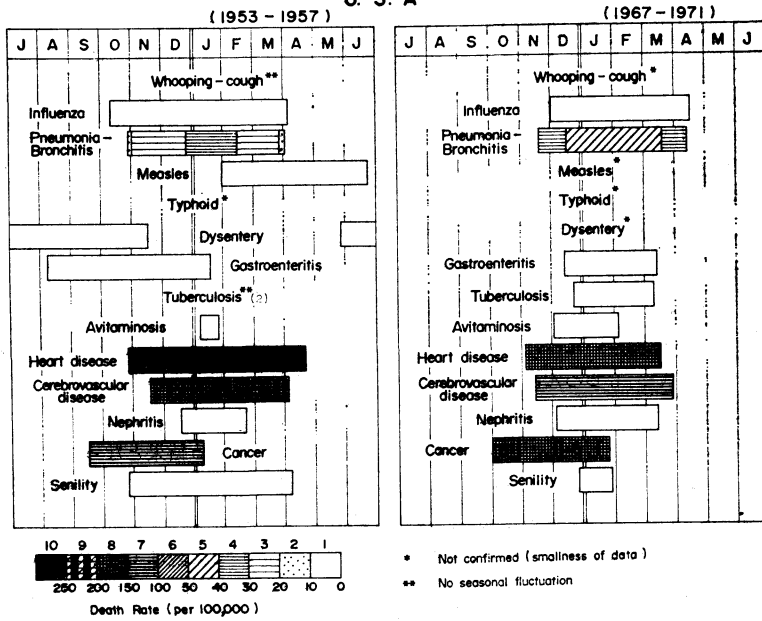 U. S. A
(1953-1957)
J A S O N D J F M A M J
Whooping-cough**
Influenza
Pneumonia-
Bronchitis
Measles
Typhoid*
Dysentery
Gastroenteritis
Tuberculosis**(2)
Avitaminosis
Heart disease
Cerebrovascular
disease
Nephritis
Cancer
Senility
10 9 8 7 6 5 4 3 2 1
250 200 150 100 50 40 30 20 10 0
Death Rate (per 100,000)
(1967-1971)
J A S O N D J F M A M J
Whooping-cough*
Influenza
Pneumonia-
Bronchitis
Measles*
Typhoid*
Dysentery*
Gastroenteritis
Tuberculosis
Avitaminosis
Heart disease
Cerebrovascular
disease
Nephritis
Cancer
Senility
* Not confirmed (smallness of data)
** No seasonal fluctuation